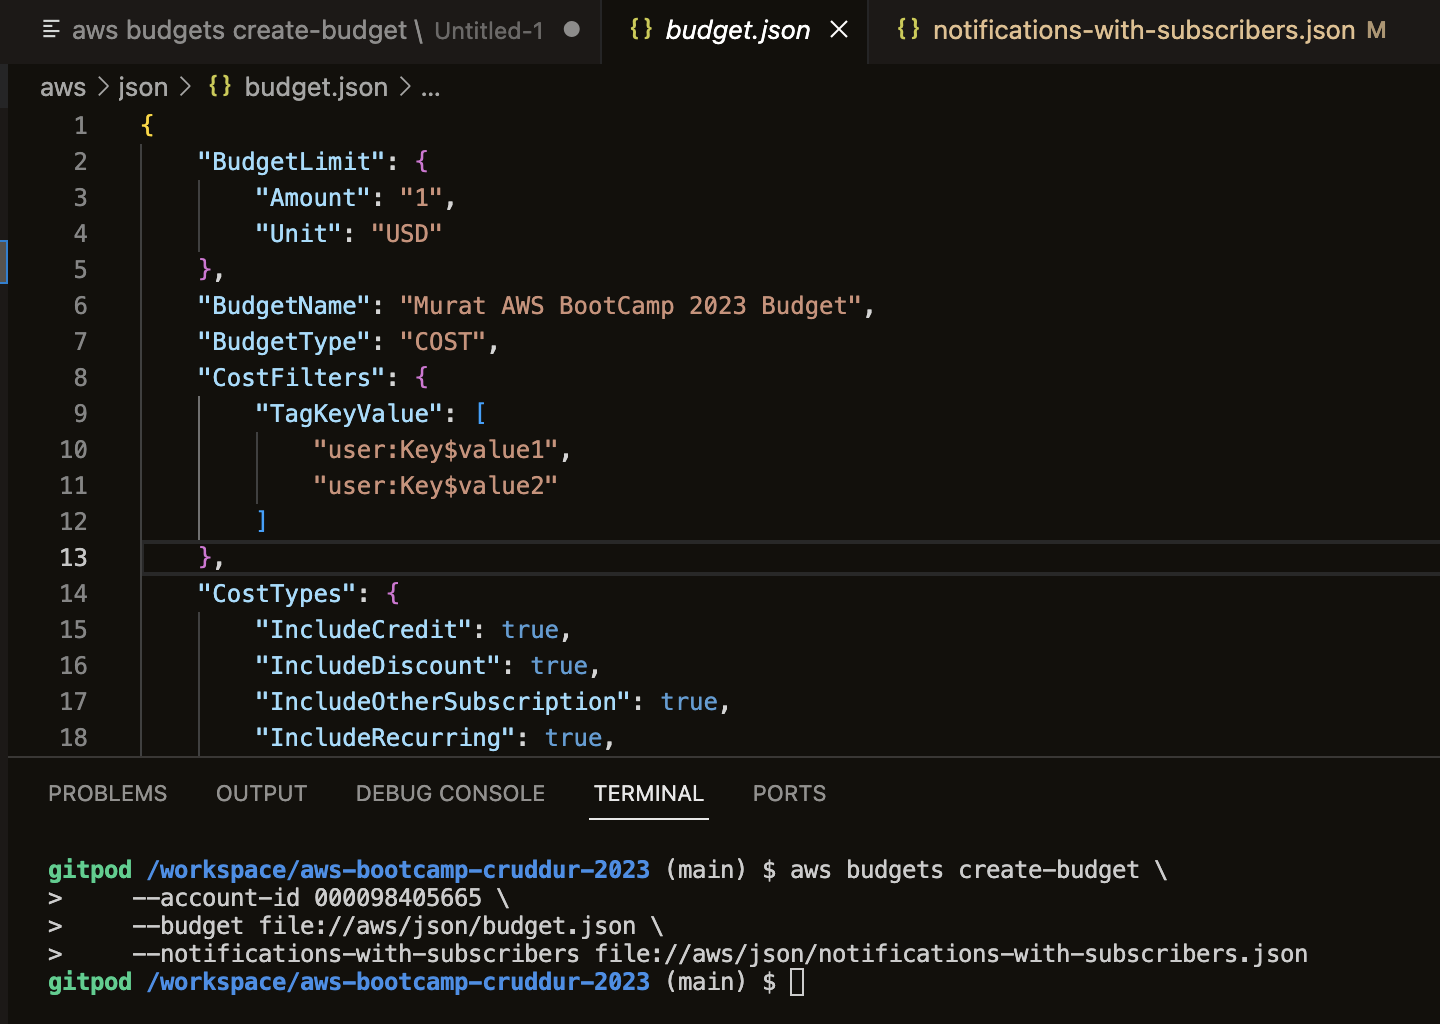 aws budgets create-budget \ Untitled-1
{} budget.json
{} notifications-with-subscribers.json M
aws > json > {} budget.json > ...
1 {
2 "BudgetLimit": {
3 "Amount": "1",
4 "Unit": "USD"
5 },
6 "BudgetName": "Murat AWS BootCamp 2023 Budget",
7 "BudgetType": "COST",
8 "CostFilters": {
9 "TagKeyValue": [
10 "user:Key$value1",
11 "user:Key$value2"
12 ]
13 },
14 "CostTypes": {
15 "IncludeCredit": true,
16 "IncludeDiscount": true,
17 "IncludeOtherSubscription": true,
18 "IncludeRecurring": true,
PROBLEMS OUTPUT DEBUG CONSOLE TERMINAL PORTS
gitpod /workspace/aws-bootcamp-cruddur-2023 (main) $ aws budgets create-budget \
> --account-id 000098405665 \
> --budget file://aws/json/budget.json \
> --notifications-with-subscribers file://aws/json/notifications-with-subscribers.json
gitpod /workspace/aws-bootcamp-cruddur-2023 (main) $